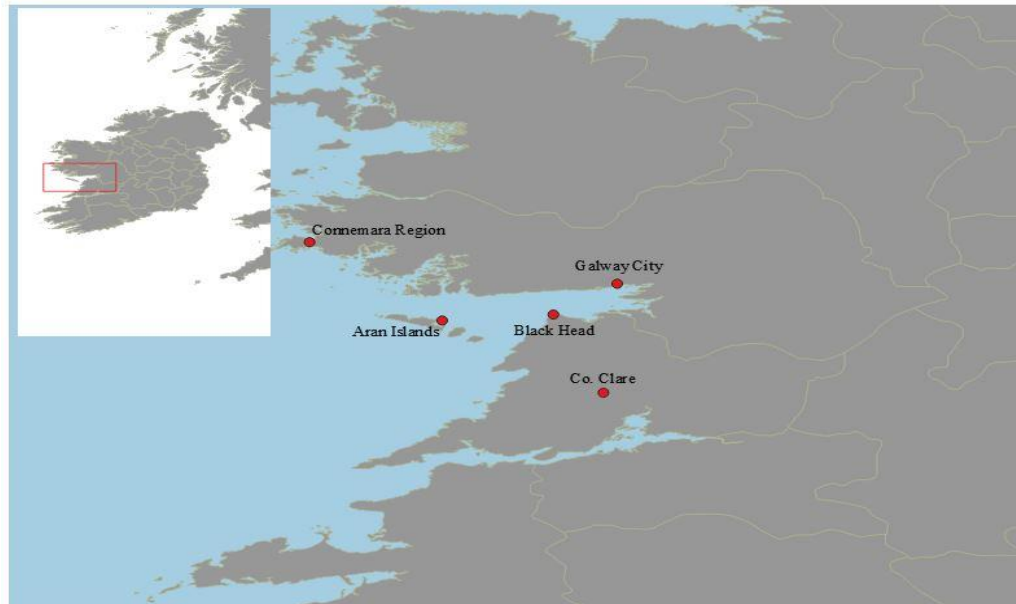 Connemara Region
Galway City
Aran Islands
Black Head
Co. Clare